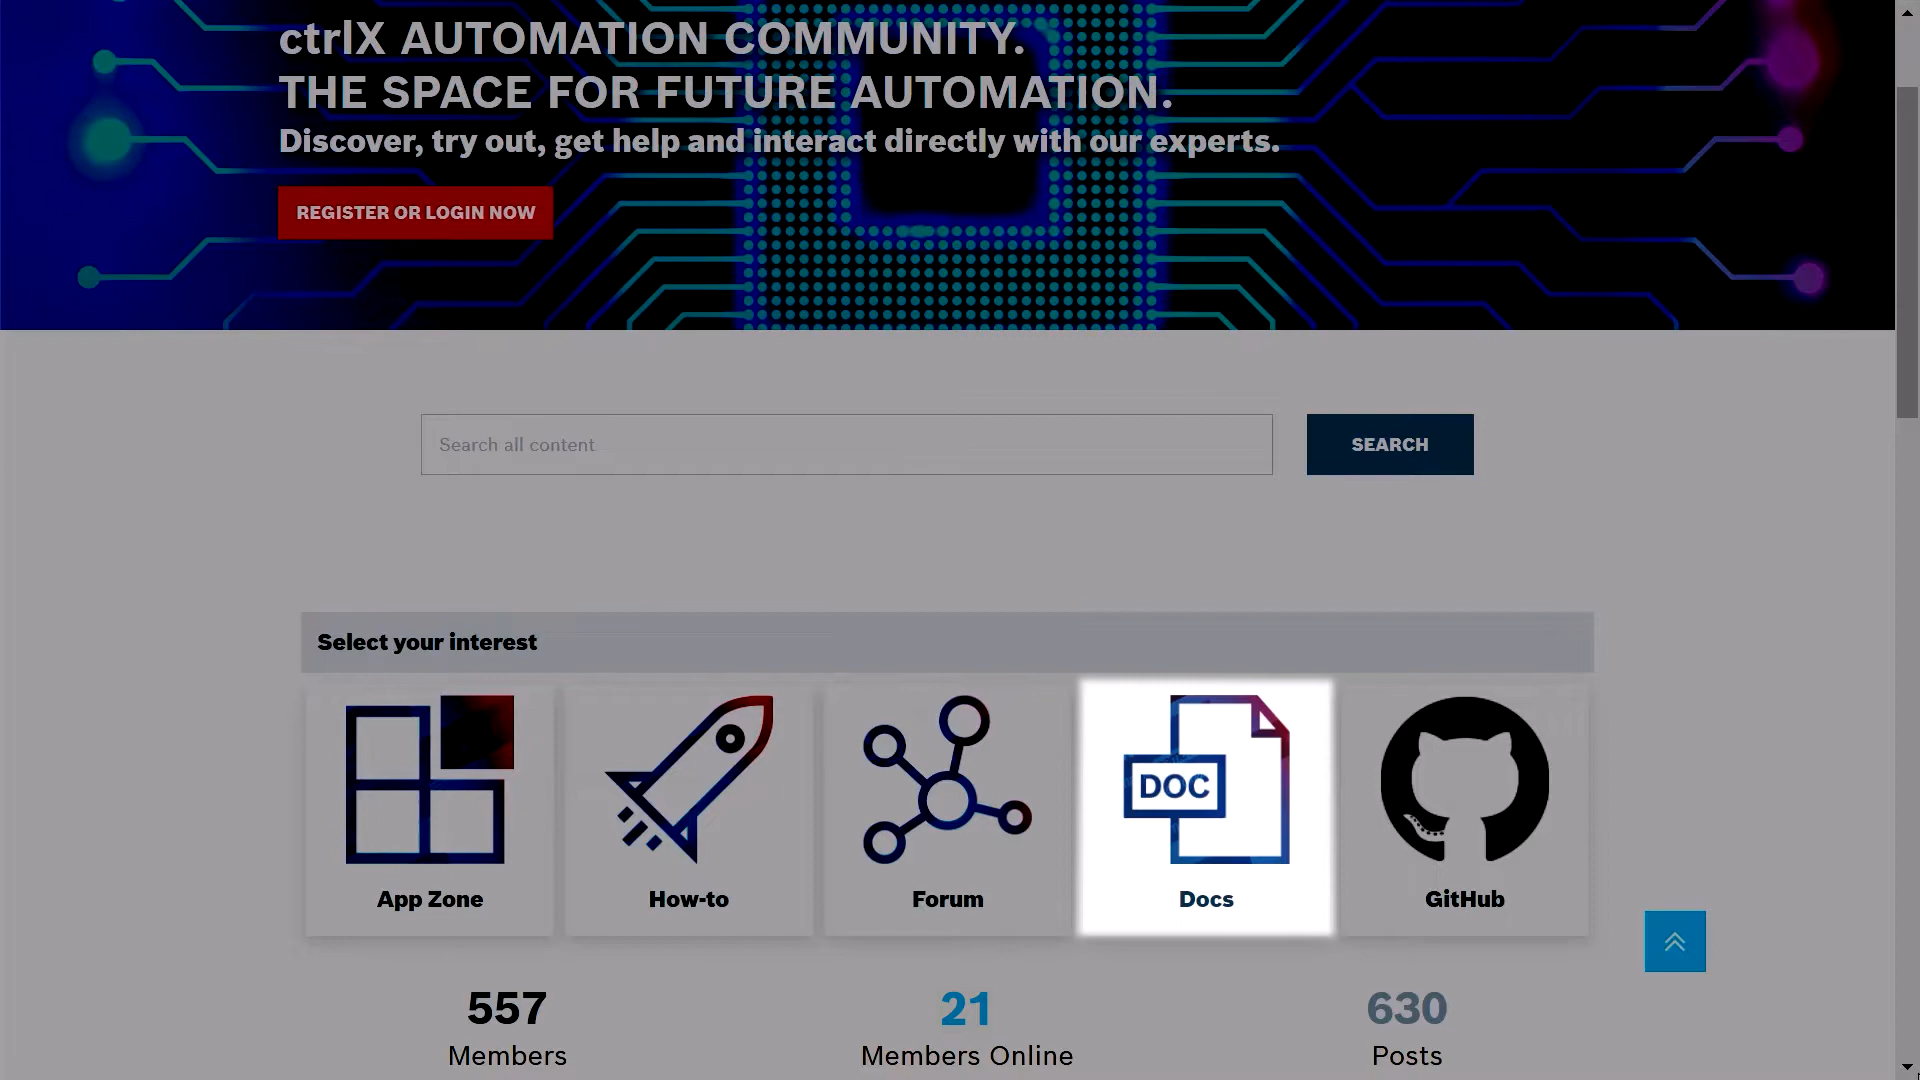 ctrlX AUTOMATION COMMUNITY.
THE SPACE FOR FUTURE AUTOMATION.
Discover, try out, get help and interact directly with our experts.
REGISTER OR LOGIN NOW
Search all content
SEARCH
Select your interest
DOC
App Zone
How-to
Forum
Docs
GitHub
557
21
630
Members
Members Online
Posts